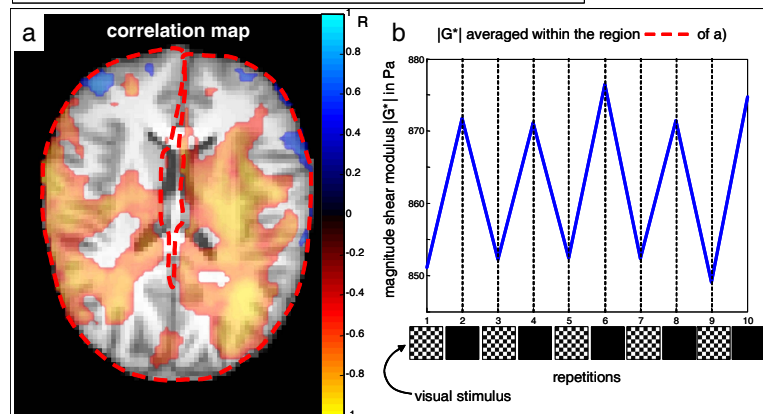 a
correlation map
R
1
0.8
0.6
0.4
0.2
0
-0.2
-0.4
-0.6
-0.8
-1
b
|G*| averaged within the region of a)
magnitude shear modulus |G*| in Pa
880
870
860
850
1 2 3 4 5 6 7 8 9 10
repetitions
visual stimulus